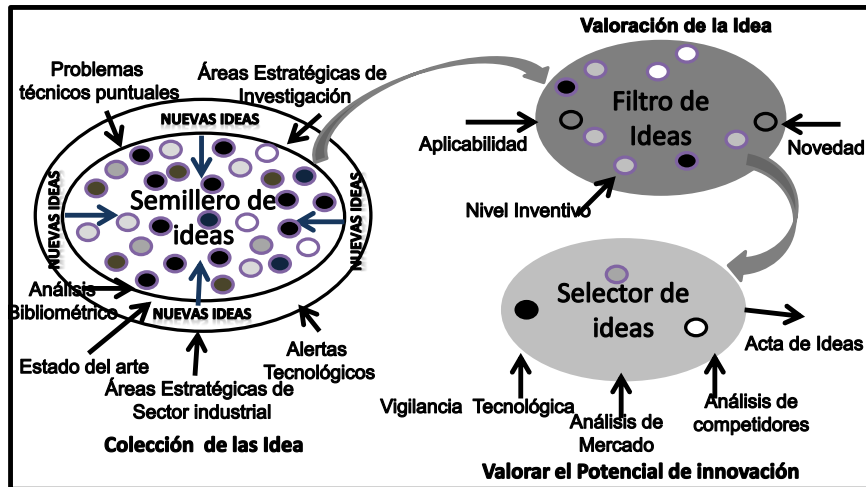 Problemas
técnicos puntuales
Áreas Estratégicas de
Investigación
NUEVAS IDEAS
NUEVAS IDEAS
Semillero de
ideas
NUEVAS IDEAS
NUEVAS IDEAS
Análisis
Bibliométrico
Estado del arte
Áreas Estratégicas de
Sector industrial
Alertas
Tecnológicos
Colección de las Idea
Valoración de la Idea
Filtro de
Ideas
Aplicabilidad
Novedad
Nivel Inventivo
Selector de
ideas
Acta de Ideas
Vigilancia Tecnológica
Análisis de
Mercado
Análisis de
competidores
Valorar el Potencial de innovación